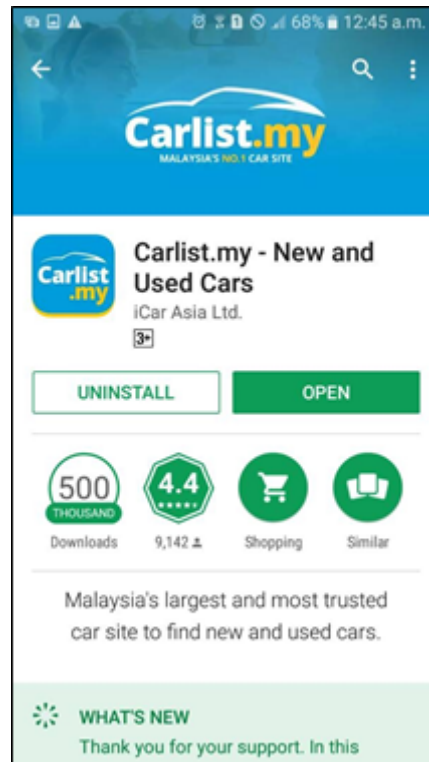 68% 12:45 a.m.
Carlist.my
MALAYSIA'S NO.1 CAR SITE
Carlist
.my
Carlist.my - New and
Used Cars
iCar Asia Ltd.
3+
UNINSTALL
OPEN
500
THOUSAND
4.4
Downloads
9,142
Shopping
Similar
Malaysia's largest and most trusted
car site to find new and used cars.
WHAT'S NEW
Thank you for your support. In this